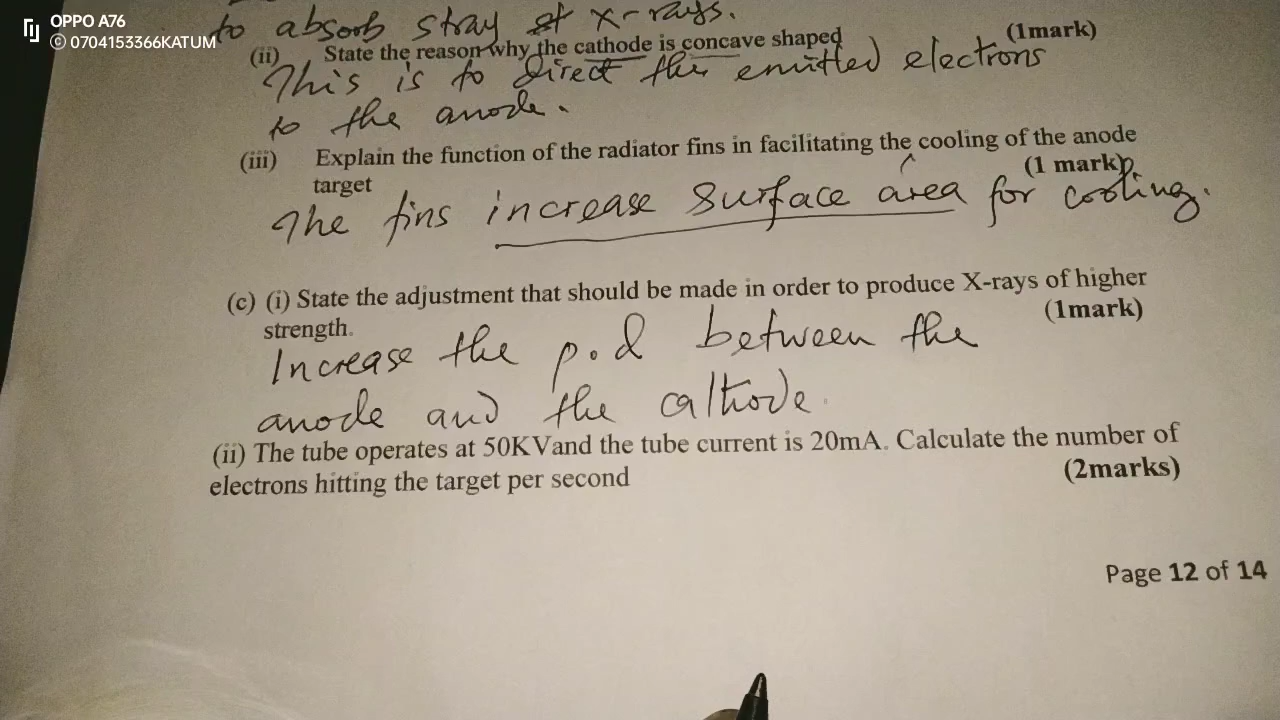 OPPO A76
© 0704153366KATUM
to absorb stray X-rays.
(ii) State the reason why the cathode is concave shaped (1mark)
This is to direct the emitted electrons
to the anode.
(iii) Explain the function of the radiator fins in facilitating the cooling of the anode
target (1 mark)
The fins increase surface area for cooling.
(c) (i) State the adjustment that should be made in order to produce X-rays of higher
strength. (1mark)
Increase the p.d between the
anode and the calthode
(ii) The tube operates at 50KVand the tube current is 20mA. Calculate the number of
electrons hitting the target per second (2marks)
Page 12 of 14